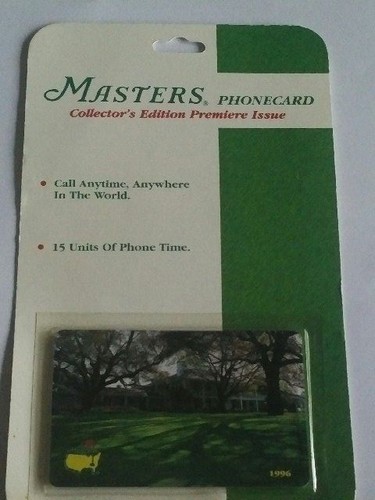 MASTERS® PHONECARD
Collector's Edition Premiere Issue
• Call Anytime, Anywhere
In The World.
• 15 Units Of Phone Time.
1996